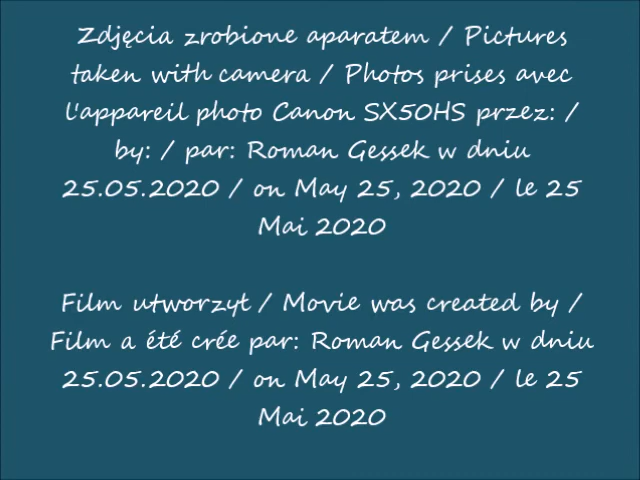 Zdjęcia zrobione aparatem / Pictures
taken with camera / Photos prises avec
l'appareil photo Canon SX50HS przez: /
by: / par: Roman Gessek w dniu
25.05.2020 / on May 25, 2020 / le 25
Mai 2020
Film utworzył / Movie was created by /
Film a été crée par: Roman Gessek w dniu
25.05.2020 / on May 25, 2020 / le 25
Mai 2020